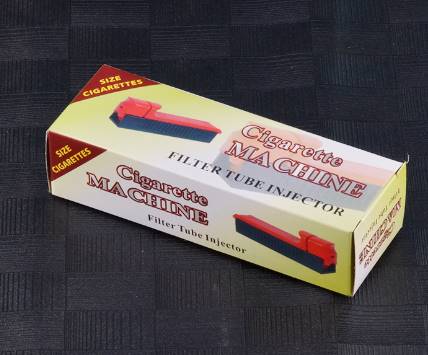 SIZE
CIGARETTES
Cigarette
MACHINE
FILTER TUBE INJECTOR
SIZE
CIGARETTES
Cigarette
MACHINE
Filter Tube Injector